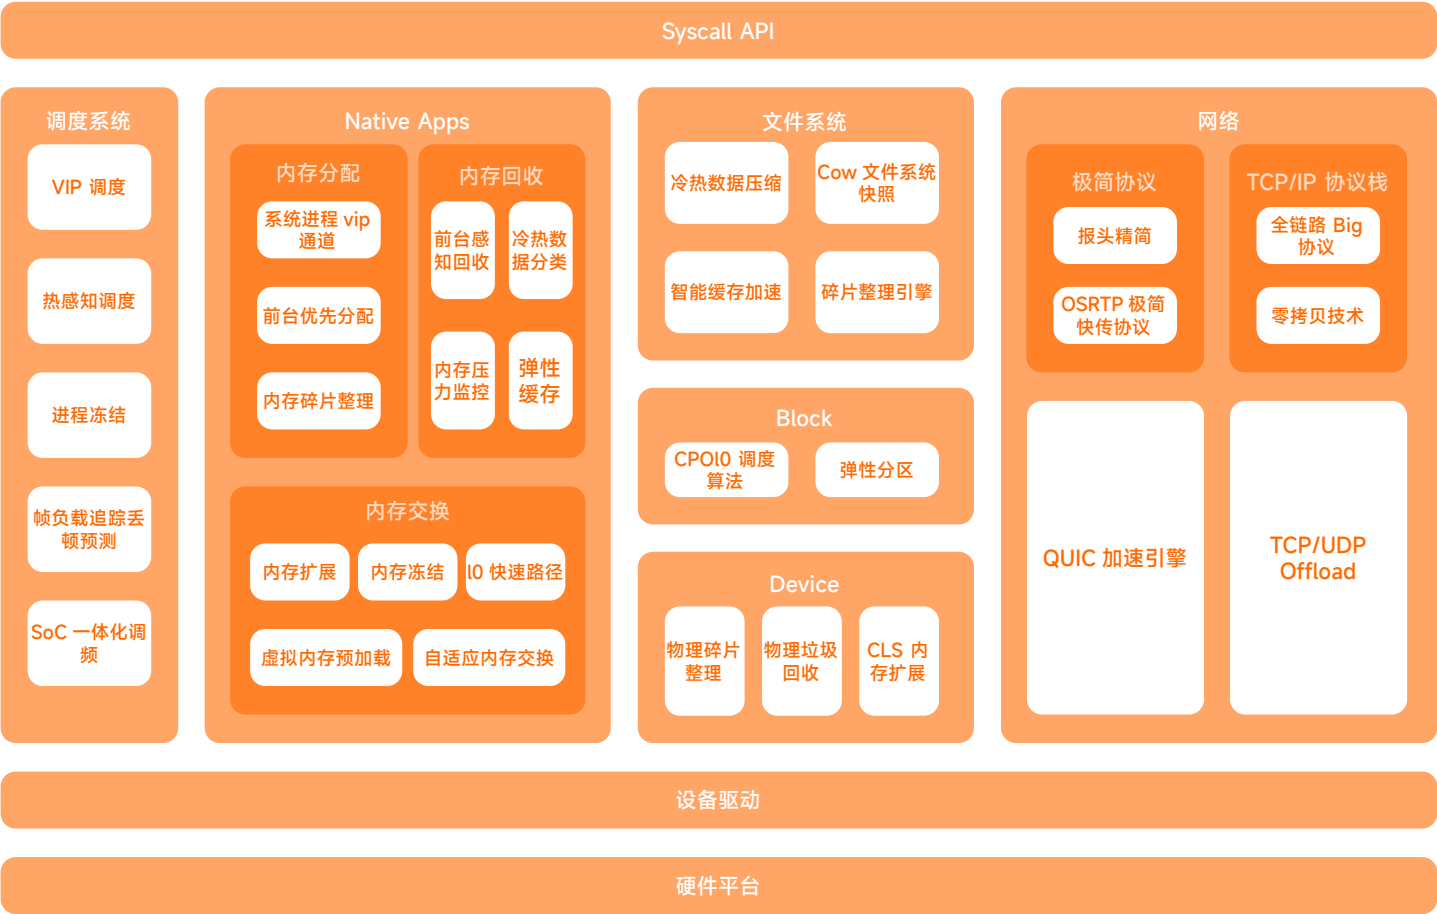 Syscall API
调度系统
VIP 调度
热感知调度
进程冻结
帧负载追踪丢
顿预测
SoC 一体化调
频
Native Apps
内存分配
系统进程 vip
通道
前台优先分配
内存碎片整理
内存回收
前台感
知回收
冷热数
据分类
内存压
力监控
弹性
缓存
内存交换
内存扩展
内存冻结
l0 快速路径
虚拟内存预加载
自适应内存交换
文件系统
冷热数据压缩
Cow 文件系统
快照
智能缓存加速
碎片整理引擎
Block
CPOl0 调度
算法
弹性分区
Device
物理碎片
整理
物理垃圾
回收
CLS 内
存扩展
网络
极简协议
报头精简
OSRTP 极简
快传协议
TCP/IP 协议栈
全链路 Big
协议
零拷贝技术
QUIC 加速引擎
TCP/UDP
Offload
设备驱动
硬件平台